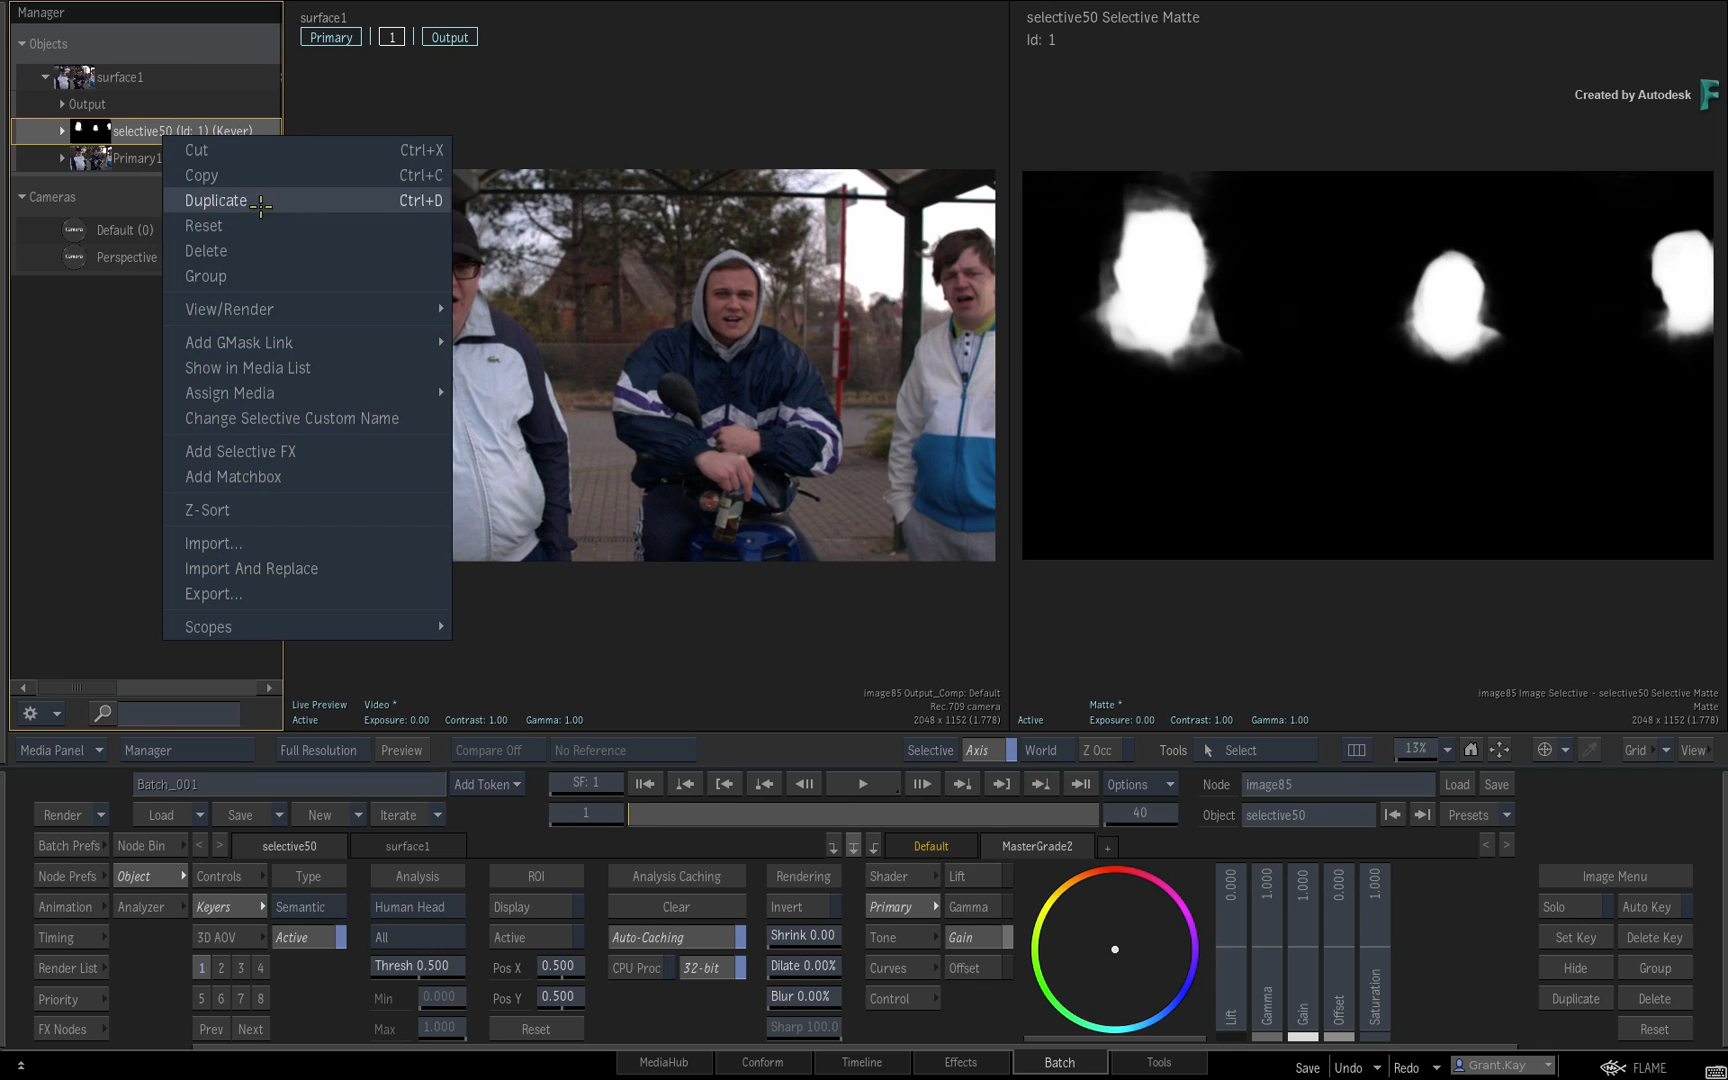 Manager
Objects
surface1
Output
selective50 (Id: 1) (Keyer)
Primary1
Cameras
Default (0)
Perspective
Cut Ctrl+X
Copy Ctrl+C
Duplicate Ctrl+D
Reset
Delete
Group
View/Render
Add GMask Link
Show in Media List
Assign Media
Change Selective Custom Name
Add Selective FX
Add Matchbox
Z-Sort
Import...
Import And Replace
Export...
Scopes
surface1
Primary 1 Output
selective50 Selective Matte
Id: 1
Created by Autodesk
image85 Output_Comp: Default
Live Preview Video * Rec.709 camera
Active Exposure: 0.00 Contrast: 1.00 Gamma: 1.00 2048 x 1152 (1.778)
image85 Image Selective - selective50 Selective Matte
Matte * Matte
Active Exposure: 0.00 Contrast: 1.00 Gamma: 1.00 2048 x 1152 (1.778)
Media Panel Manager Full Resolution Preview Compare Off No Reference Selective Axis World Z Occ Tools Select 13% Grid View
Batch_001 Add Token SF: 1 Options Node image85 Load Save
Render Load Save New Iterate 1 40 Object selective50 Presets
Batch Prefs Node Bin < > selective50 surface1 Default MasterGrade2 + < >
Node Prefs Object Controls Type Analysis ROI Analysis Caching Rendering Shader Lift 0.000 1.000 1.000 0.000 1.000 Image Menu
Animation Analyzer Keyers Semantic Human Head Display Clear Invert Primary Gamma Solo Auto Key
Timing 3D AOV Active All Active Auto-Caching Shrink 0.00 Tone Gain Set Key Delete Key
Render List 1 2 3 4 Thresh 0.500 Pos X 0.500 CPU Proc 32-bit Dilate 0.00% Curves Offset Hide Group
Priority 5 6 7 8 Min 0.000 Pos Y 0.500 Blur 0.00% Control Lift Gamma Gain Offset Saturation Duplicate Delete
FX Nodes Prev Next Max 1.000 Reset Sharp 100.0 Reset
MediaHub Conform Timeline Effects Batch Tools Save Undo Redo Grant.Kay FLAME